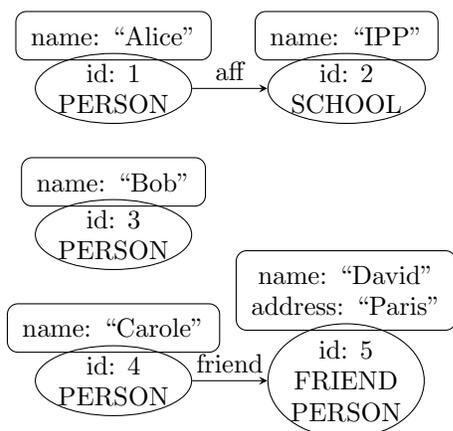 name: “Alice”
id: 1
PERSON
aff
name: “IPP”
id: 2
SCHOOL
name: “Bob”
id: 3
PERSON
name: “Carole”
id: 4
PERSON
friend
name: “David”
address: “Paris”
id: 5
FRIEND
PERSON